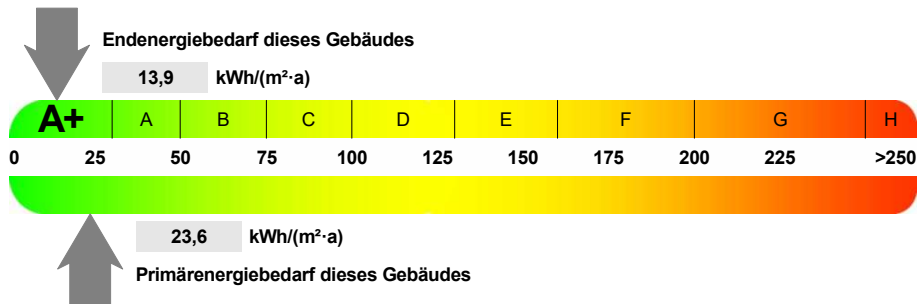 Endenergiebedarf dieses Gebäudes
13,9 kWh/(m²·a)
A+ A B C D E F G H
0 25 50 75 100 125 150 175 200 225 >250
23,6 kWh/(m²·a)
Primärenergiebedarf dieses Gebäudes